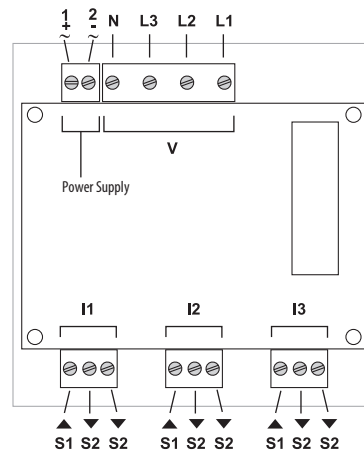 1 2
+ -
~ ~
N L3 L2 L1
V
Power Supply
I1 I2 I3
S1 S2 S2 S1 S2 S2 S1 S2 S2